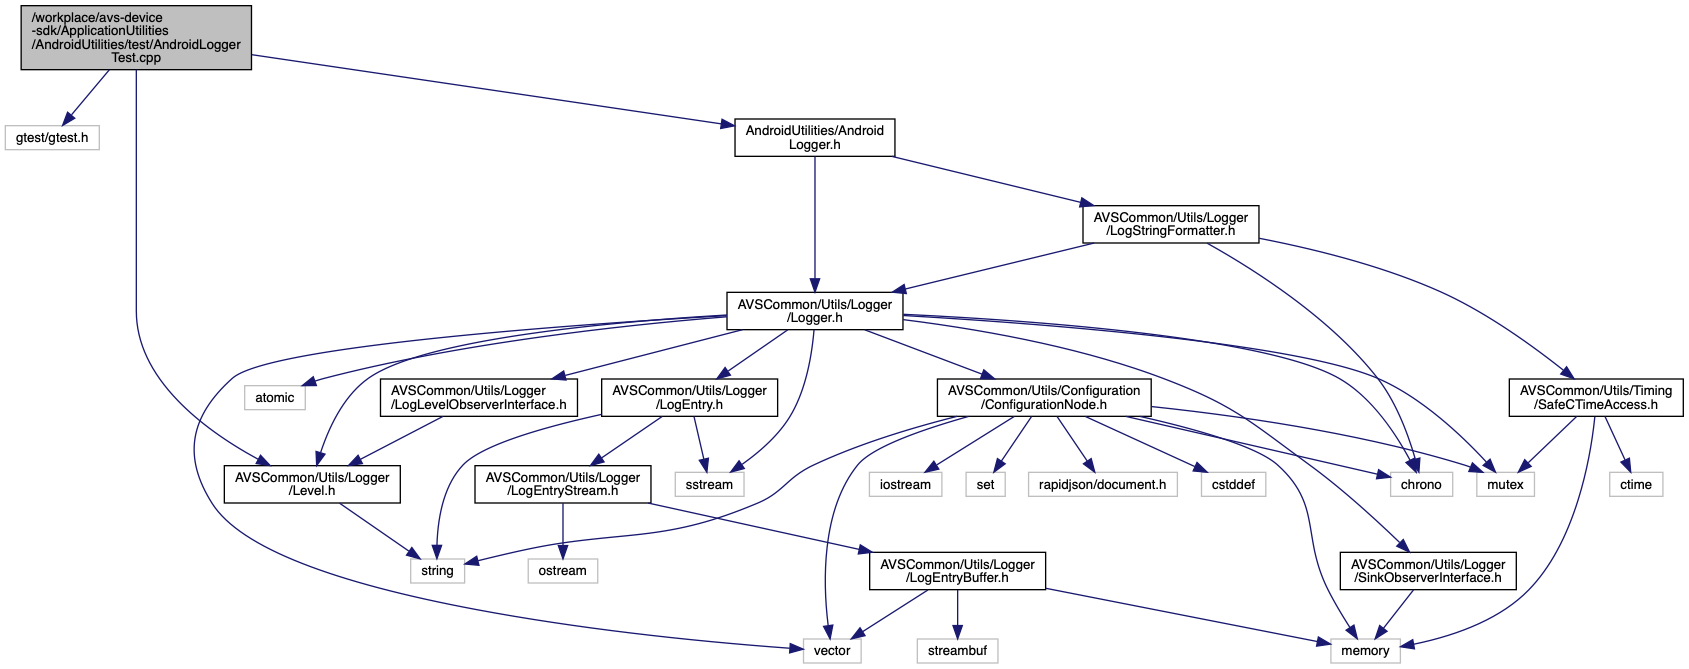 /workplace/avs-device
-sdk/ApplicationUtilities
/AndroidUtilities/test/AndroidLogger
Test.cpp
gtest/gtest.h
AndroidUtilities/Android
Logger.h
AVSCommon/Utils/Logger
/LogStringFormatter.h
AVSCommon/Utils/Logger
/Logger.h
atomic
AVSCommon/Utils/Logger
/LogLevelObserverInterface.h
AVSCommon/Utils/Logger
/LogEntry.h
AVSCommon/Utils/Configuration
/ConfigurationNode.h
AVSCommon/Utils/Timing
/SafeCTimeAccess.h
AVSCommon/Utils/Logger
/Level.h
AVSCommon/Utils/Logger
/LogEntryStream.h
sstream
iostream
set
rapidjson/document.h
cstddef
chrono
mutex
ctime
string
ostream
AVSCommon/Utils/Logger
/LogEntryBuffer.h
AVSCommon/Utils/Logger
/SinkObserverInterface.h
vector
streambuf
memory